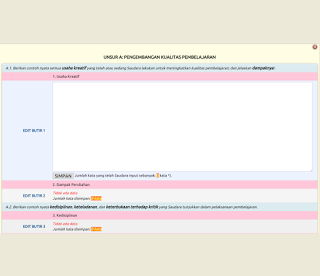 UNSUR A: PENGEMBANGAN KUALITAS PEMBELAJARAN
A.1. Berikan contoh nyata semua usaha kreatif yang telah atau sedang Saudara lakukan untuk meningkatkan kualitas pembelajaran, dan jelaskan dampaknya!
1. Usaha Kreatif
EDIT BUTIR 1
SIMPAN Jumlah kata yang telah Saudara input sebanyak kata *).
2. Dampak Perubahan
EDIT BUTIR 2
Tidak ada data
Jumlah kata disimpan:
A.2. Berikan contoh nyata kedisiplinan, keteladanan, dan keterbukaan terhadap kritik yang Saudara tunjukkan dalam pelaksanaan pembelajaran.
3. Kedisiplinan
EDIT BUTIR 3
Tidak ada data
Jumlah kata disimpan: